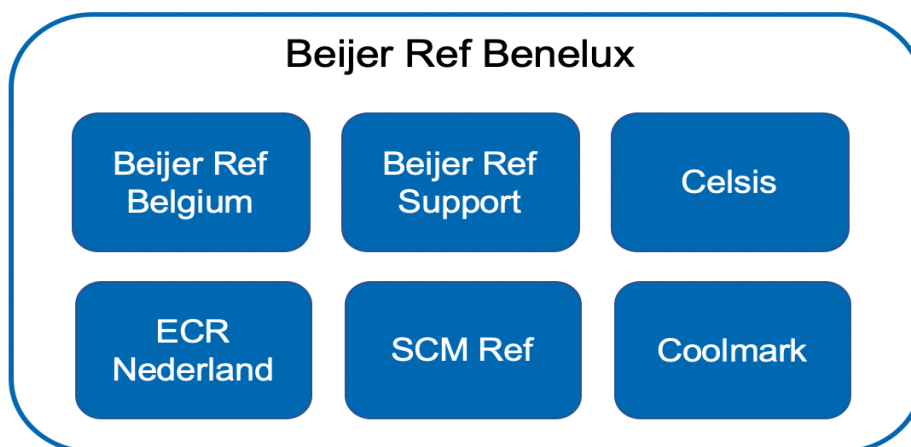 Beijer Ref Benelux
Beijer Ref
Belgium
Beijer Ref
Support
Celsis
ECR
Nederland
SCM Ref
Coolmark